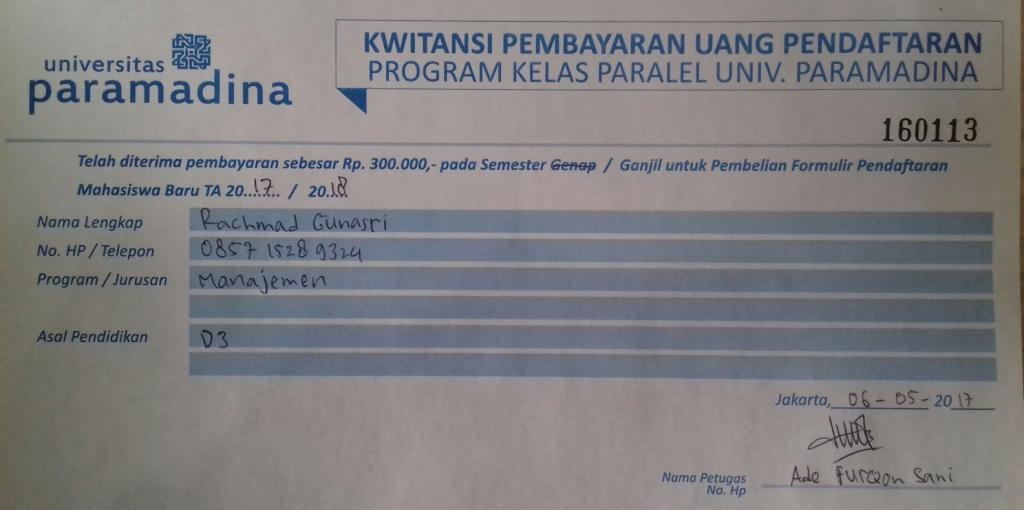 universitas
paramadina
KWITANSI PEMBAYARAN UANG PENDAFTARAN
PROGRAM KELAS PARALEL UNIV. PARAMADINA
160113
Telah diterima pembayaran sebesar Rp. 300.000,- pada Semester Genap / Ganjil untuk Pembelian Formulir Pendaftaran
Mahasiswa Baru TA 20..17.. / 20.18
Nama Lengkap Rachmad Gunasri
No. HP / Telepon 0857 1528 9324
Program / Jurusan Manajemen
Asal Pendidikan D3
Jakarta, 06 - 05 - 2017
Nama Petugas Ade Furqon Sani
No. Hp